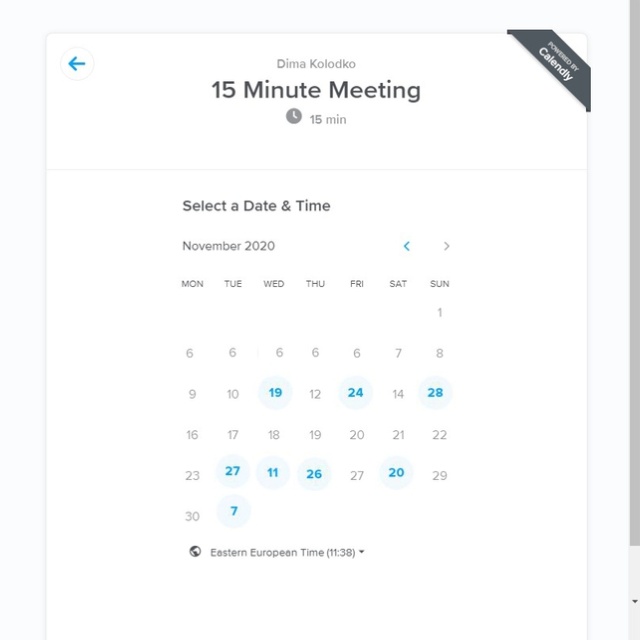 POWERED BY
Calendly
Dima Kolodko
15 Minute Meeting
15 min
Select a Date & Time
November 2020
MON TUE WED THU FRI SAT SUN
1
6 6 6 6 6 7 8
9 10 19 12 24 14 28
16 17 18 19 20 21 22
23 27 11 26 27 20 29
30 7
Eastern European Time (11:38)